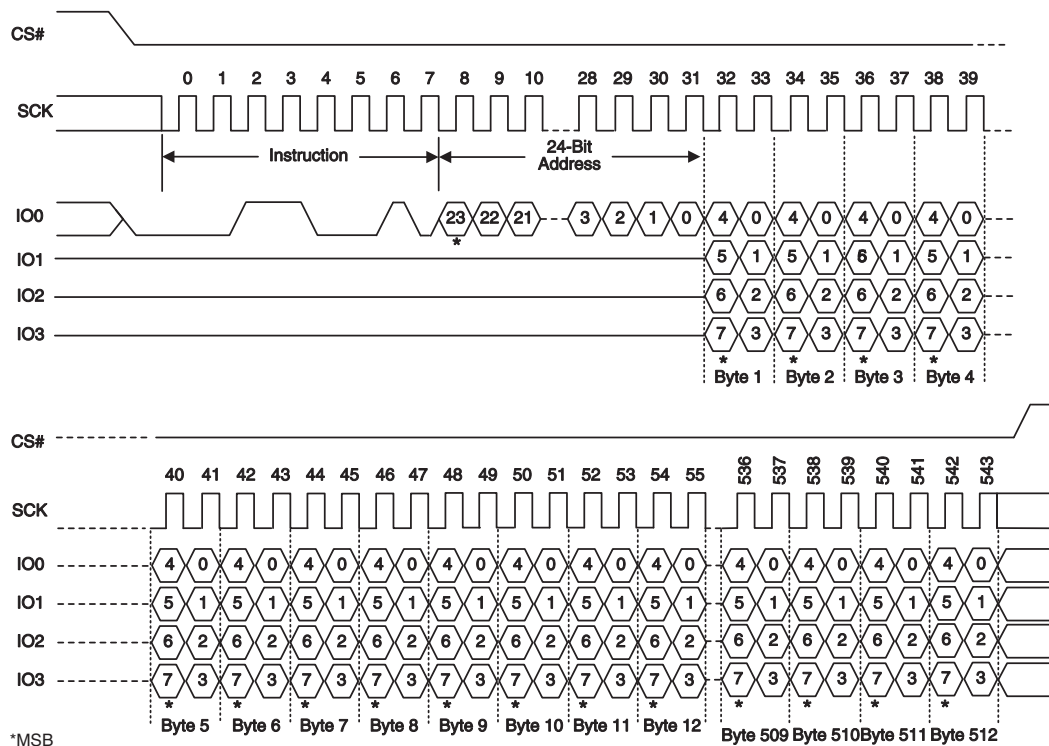 CS#
0 1 2 3 4 5 6 7 8 9 10 28 29 30 31 32 33 34 35 36 37 38 39
SCK
Instruction
24-Bit
Address
IO0 23 22 21 3 2 1 0 4 0 4 0 4 0 4 0
*
IO1 5 1 5 1 6 1 5 1
IO2 6 2 6 2 6 2 6 2
IO3 7 3 7 3 7 3 7 3
* * * *
Byte 1 Byte 2 Byte 3 Byte 4
CS#
40 41 42 43 44 45 46 47 48 49 50 51 52 53 54 55 536 537 538 539 540 541 542 543
SCK
IO0 4 0 4 0 4 0 4 0 4 0 4 0 4 0 4 0 4 0 4 0 4 0 4 0
IO1 5 1 5 1 5 1 5 1 5 1 5 1 5 1 5 1 5 1 5 1 5 1 5 1
IO2 6 2 6 2 6 2 6 2 6 2 6 2 6 2 6 2 6 2 6 2 6 2 6 2
IO3 7 3 7 3 7 3 7 3 7 3 7 3 7 3 7 3 7 3 7 3 7 3 7 3
* * * * * * * * * * * *
Byte 5 Byte 6 Byte 7 Byte 8 Byte 9 Byte 10 Byte 11 Byte 12 Byte 509 Byte 510 Byte 511 Byte 512
*MSB